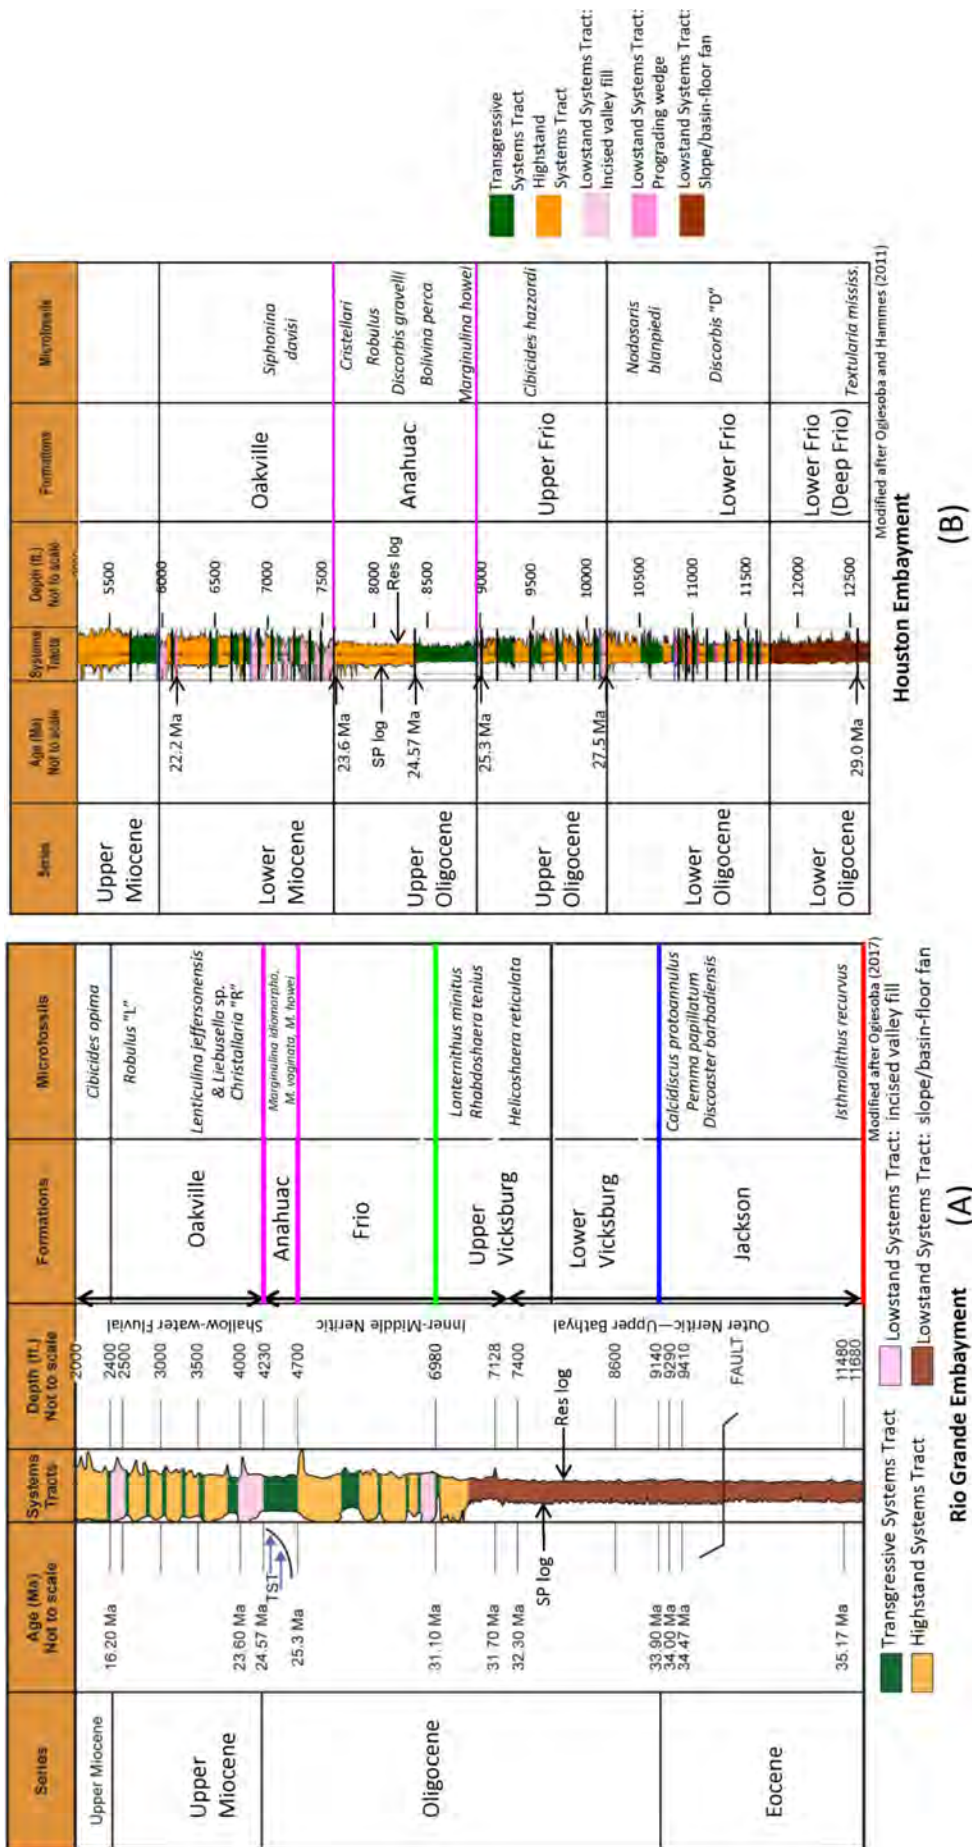 Series
Age (Ma)
Not to scale
Systems
Tracts
Depth (ft.)
Not to scale
Formations
Microfossils
Upper Miocene
Upper
Miocene
Oligocene
Eocene
16.20 Ma
23.60 Ma
24.57 Ma
25.3 Ma
31.10 Ma
31.70 Ma
32.30 Ma
33.90 Ma
34.00 Ma
34.47 Ma
35.17 Ma
TST
SP log
Res log
FAULT
2000
2400
2500
3000
3500
4000
4230
4700
6980
7128
7400
8600
9140
9290
9410
11480
11680
Shallow-water Fluvial
Inner-Middle Neritic
Outer Neritic—Upper Bathyal
Oakville
Anahuac
Frio
Upper
Vicksburg
Lower
Vicksburg
Jackson
Cibicides opima
Robulus "L"
Lenticulina jeffersonensis
& Liebusella sp.
Christallaria "R"
Marginulina idiomorpha,
M. vaginata, M. howei
Lanternithus minitus
Rhabdoshaera tenius
Helicoshaera reticulata
Calcidiscus protoannulus
Pemma papillatum
Discoaster barbadiensis
Isthmolithus recurvus
Modified after Ogiesoba (2017)
Transgressive Systems Tract
Highstand Systems Tract
Lowstand Systems Tract: incised valley fill
Lowstand Systems Tract: slope/basin-floor fan
Rio Grande Embayment
(A)
Series
Age (Ma)
Not to scale
Systems
Tracts
Depth (ft.)
Not to scale
Formations
Microfossils
Upper
Miocene
Lower
Miocene
Upper
Oligocene
Upper
Oligocene
Lower
Oligocene
Lower
Oligocene
22.2 Ma
23.6 Ma
SP log
24.57 Ma
25.3 Ma
27.5 Ma
29.0 Ma
Res log
5500
6000
6500
7000
7500
8000
8500
9000
9500
10000
10500
11000
11500
12000
12500
Oakville
Anahuac
Upper Frio
Lower Frio
Lower Frio
(Deep Frio)
Siphonina
davisi
Cristellari
Robulus
Discorbis gravelli
Bolivina perca
Marginulina howei
Cibicides hazzardi
Nodosaris
blanpiedi
Discorbis "D"
Textularia mississ.
Modified after Ogiesoba and Hammes (2011)
Houston Embayment
(B)
Transgressive
Systems Tract
Highstand
Systems Tract
Lowstand Systems Tract:
Incised valley fill
Lowstand Systems Tract:
Prograding wedge
Lowstand Systems Tract:
Slope/basin-floor fan